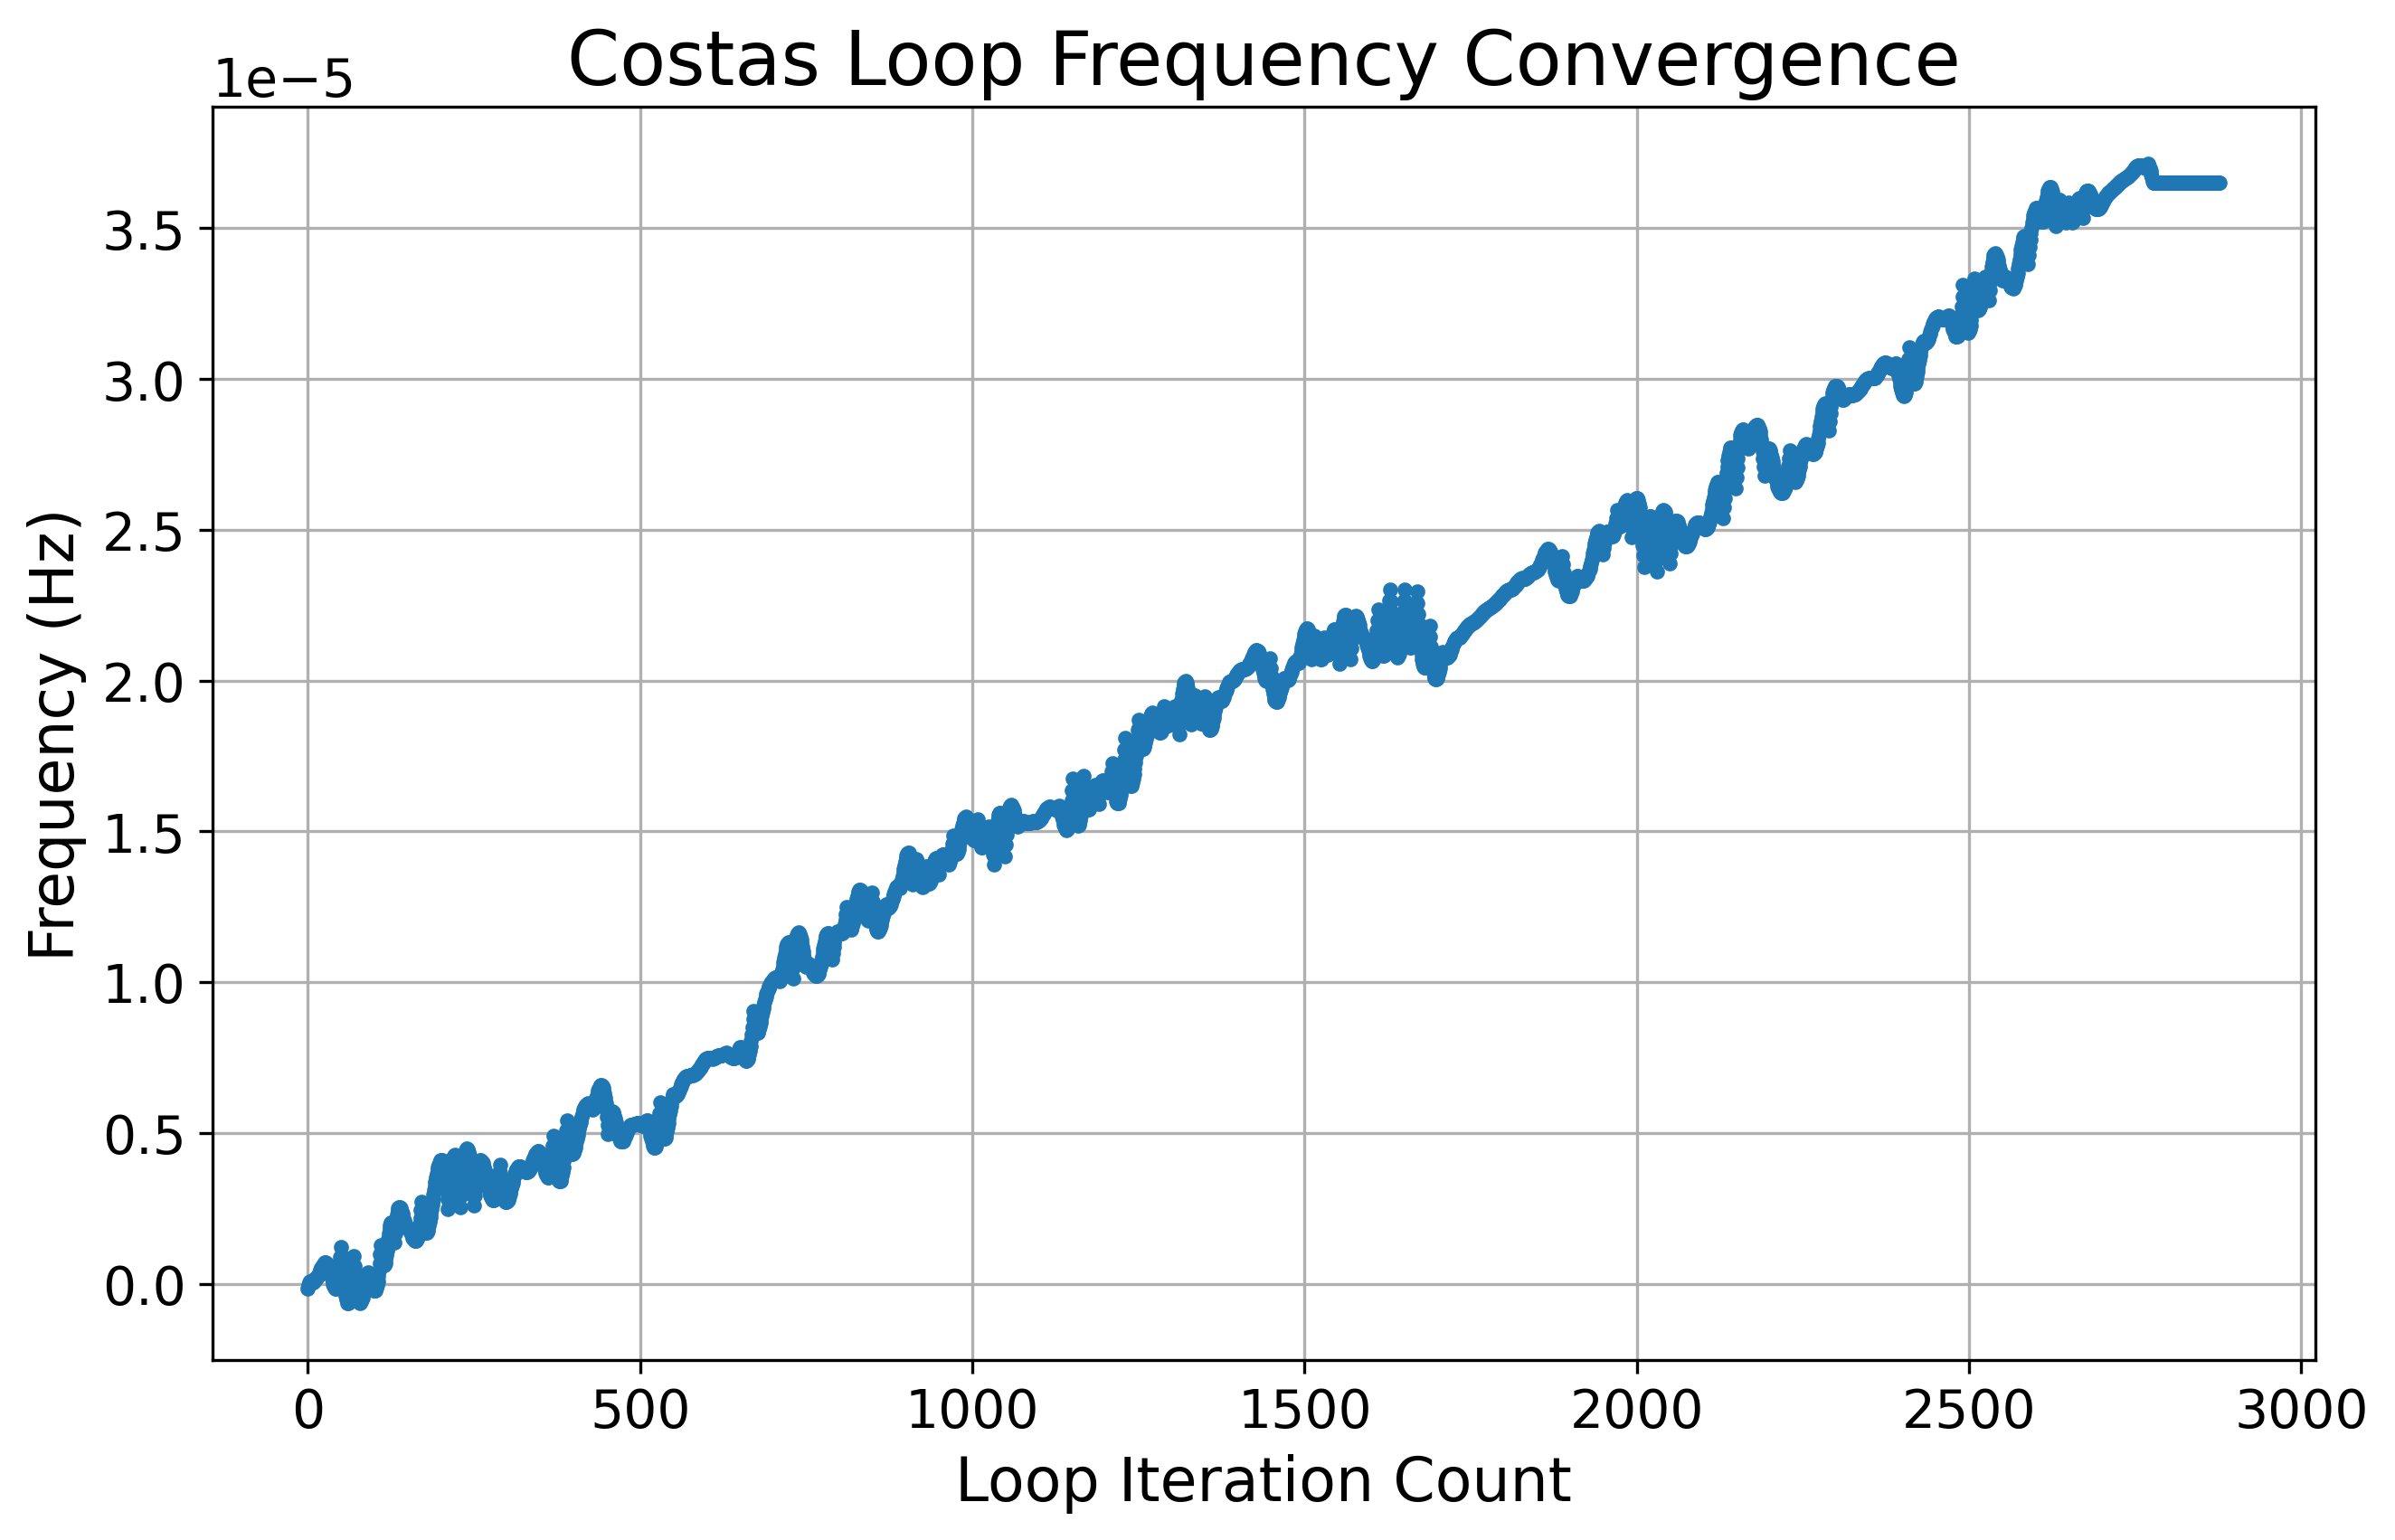 Costas Loop Frequency Convergence
1e−5
3.5
3.0
2.5
2.0
1.5
1.0
0.5
0.0
Frequency (Hz)
0 500 1000 1500 2000 2500 3000
Loop Iteration Count